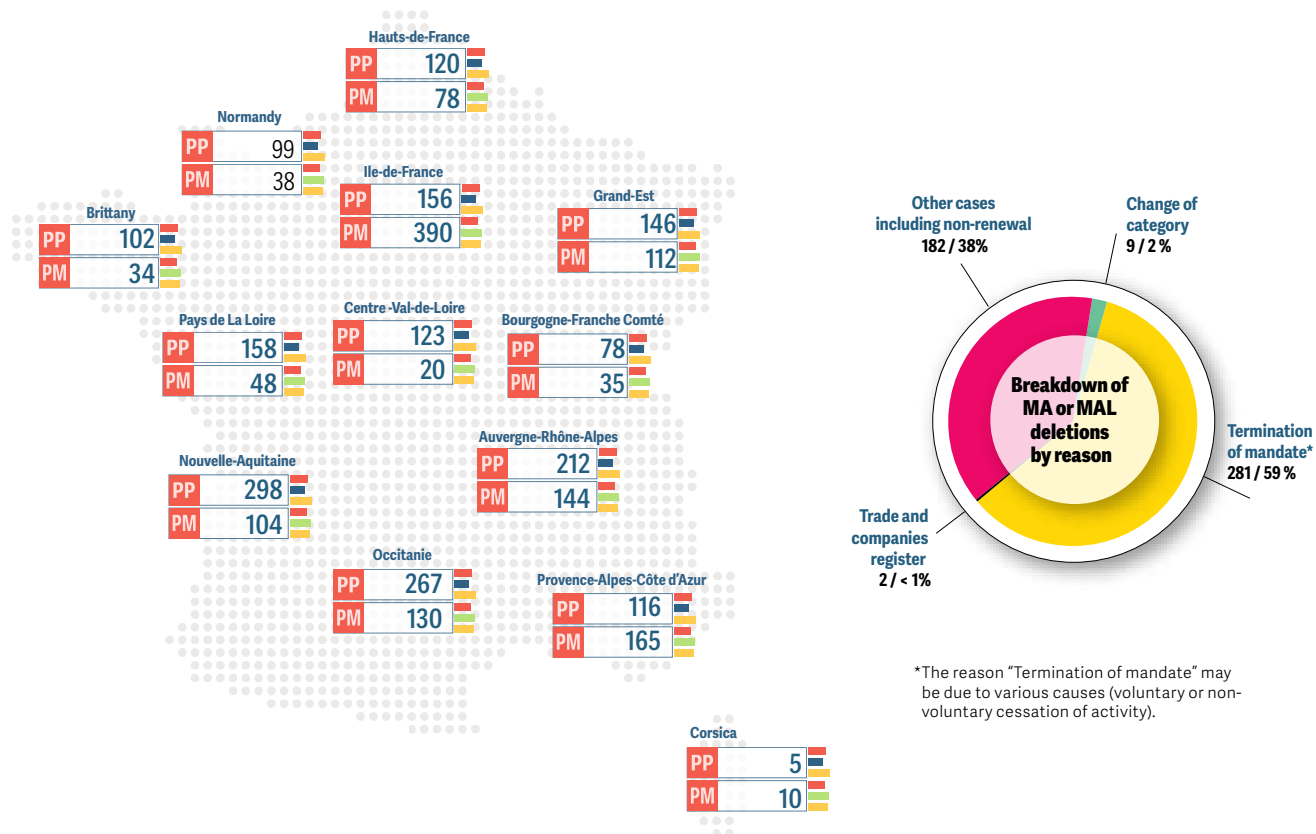 Hauts-de-France
PP 120
PM 78
Normandy
PP 99
PM 38
Ile-de-France
PP 156
PM 390
Grand-Est
PP 146
PM 112
Brittany
PP 102
PM 34
Pays de La Loire
PP 158
PM 48
Centre -Val-de-Loire
PP 123
PM 20
Bourgogne-Franche Comté
PP 78
PM 35
Auvergne-Rhône-Alpes
PP 212
PM 144
Nouvelle-Aquitaine
PP 298
PM 104
Occitanie
PP 267
PM 130
Provence-Alpes-Côte d'Azur
PP 116
PM 165
Corsica
PP 5
PM 10
Other cases
including non-renewal
182 / 38%
Change of
category
9 / 2 %
Breakdown of
MA or MAL
deletions
by reason
Termination
of mandate*
281 / 59 %
Trade and
companies
register
2 / < 1%
*The reason "Termination of mandate" may
be due to various causes (voluntary or non-
voluntary cessation of activity).